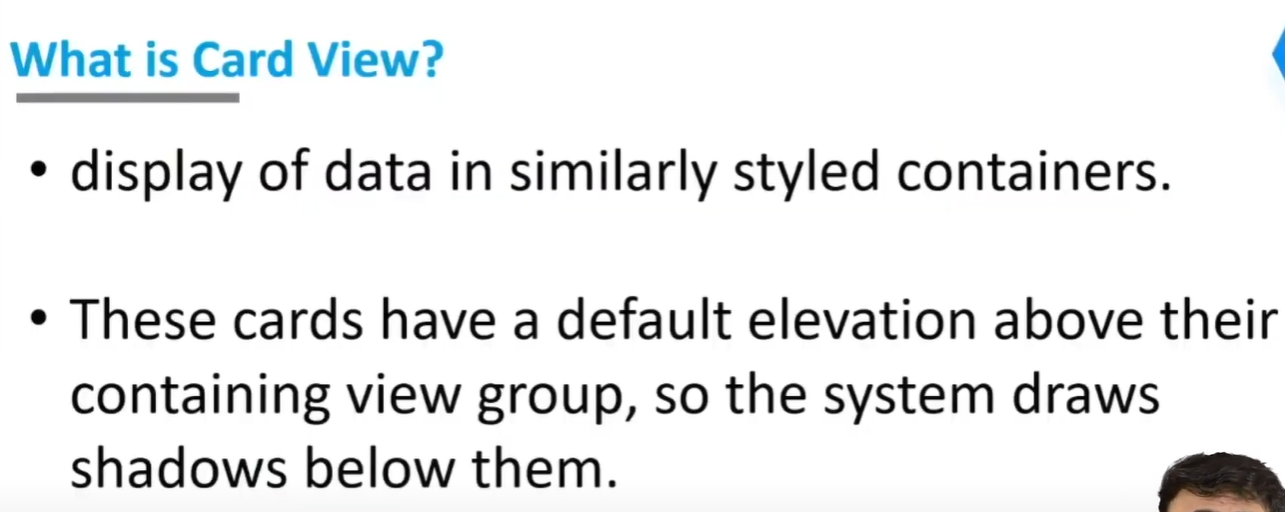 What is Card View?
• display of data in similarly styled containers.
• These cards have a default elevation above their
containing view group, so the system draws
shadows below them.